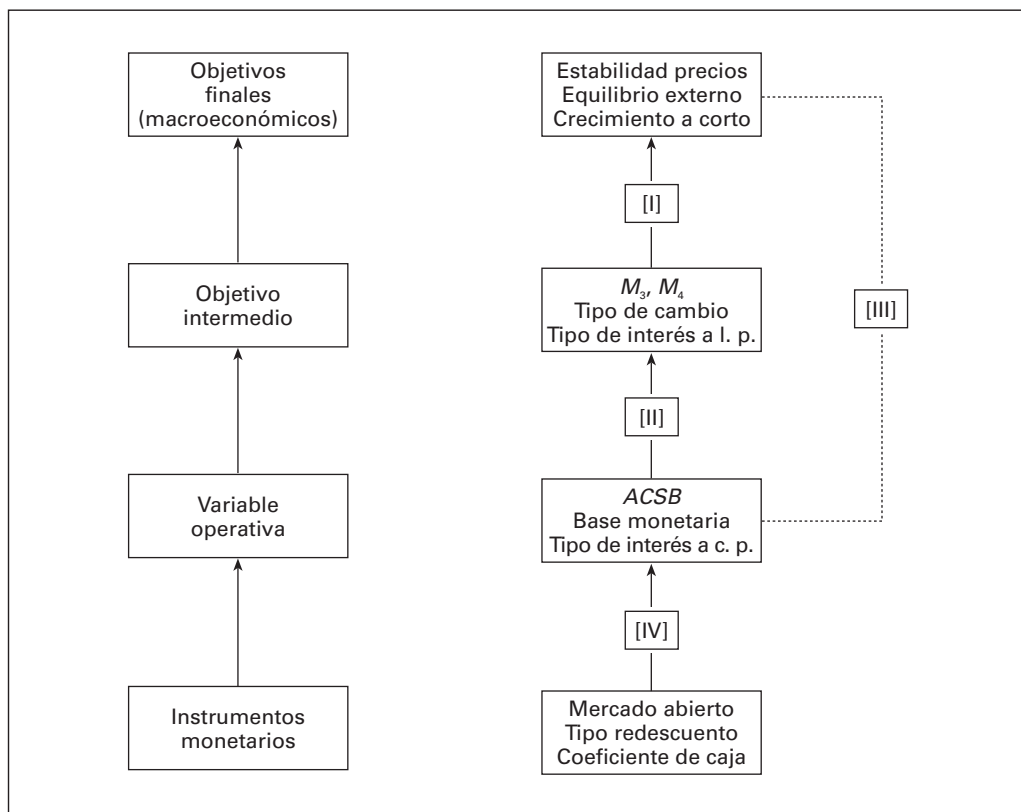 Objetivos
finales
(macroeconómicos)
Objetivo
intermedio
Variable
operativa
Instrumentos
monetarios
Estabilidad precios
Equilibrio externo
Crecimiento a corto
[I]
M₃, M₄
Tipo de cambio
Tipo de interés a l. p.
[II]
[III]
ACSB
Base monetaria
Tipo de interés a c. p.
[IV]
Mercado abierto
Tipo redescuento
Coeficiente de caja